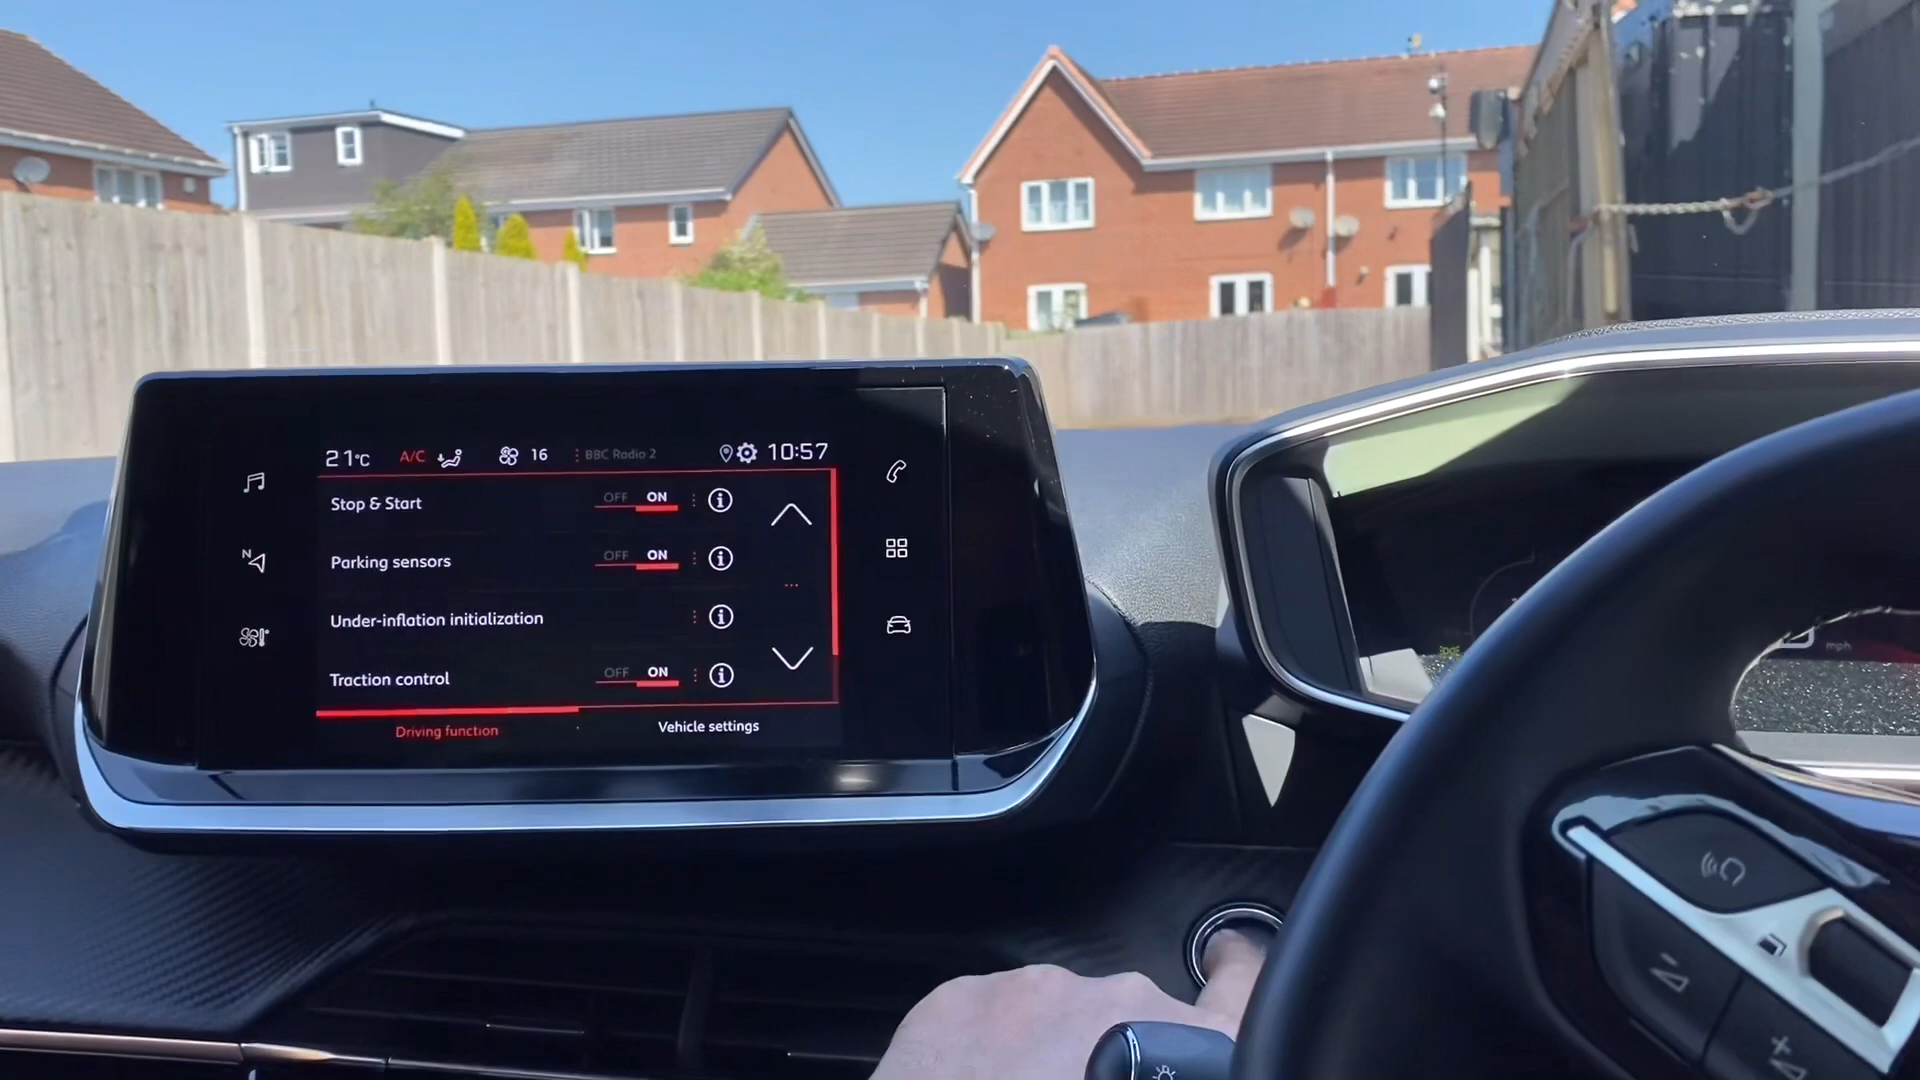 21°C A/C 16 BBC Radio 2 10:57
Stop & Start OFF ON
Parking sensors OFF ON
Under-inflation initialization
Traction control OFF ON
Driving function Vehicle settings
N
mph